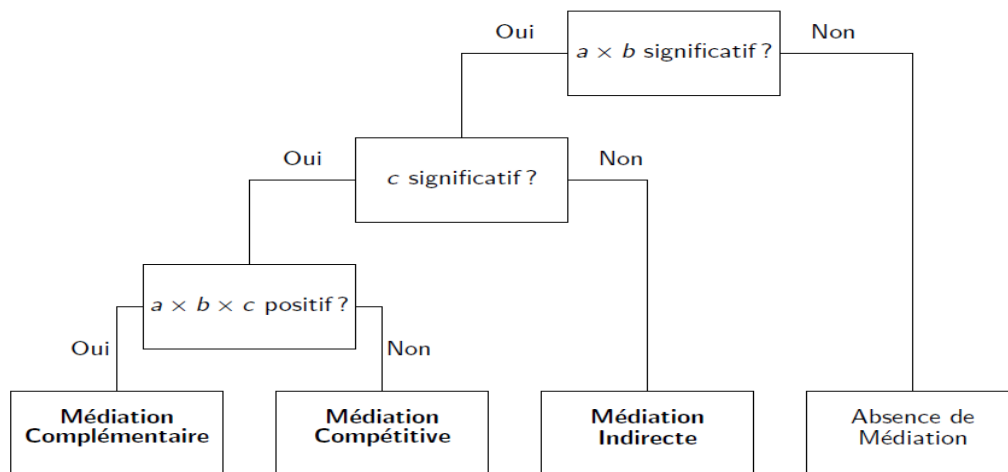 Oui
a × b significatif ?
Non
Oui
c significatif ?
Non
a × b × c positif ?
Oui
Non
Médiation
Complémentaire
Médiation
Compétitive
Médiation
Indirecte
Absence de
Médiation